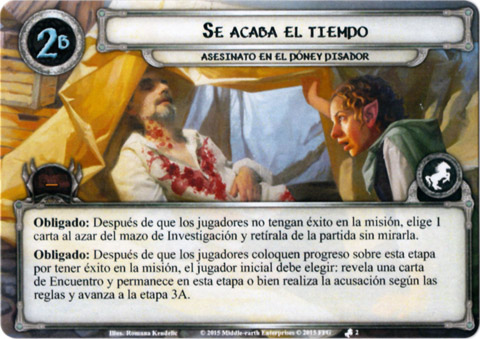 2B
Se acaba el tiempo
Asesinato en el Póney Pisador
Obligado: Después de que los jugadores no tengan éxito en la misión, elige 1
carta al azar del mazo de Investigación y retírala de la partida sin mirarla.
Obligado: Después de que los jugadores coloquen progreso sobre esta etapa
por tener éxito en la misión, el jugador inicial debe elegir: revela una carta
de Encuentro y permanece en esta etapa o bien realiza la acusación según las
reglas y avanza a la etapa 3A.
Illus. Romana Kendelic
© 2015 Middle-earth Enterprises © 2015 FFG
2